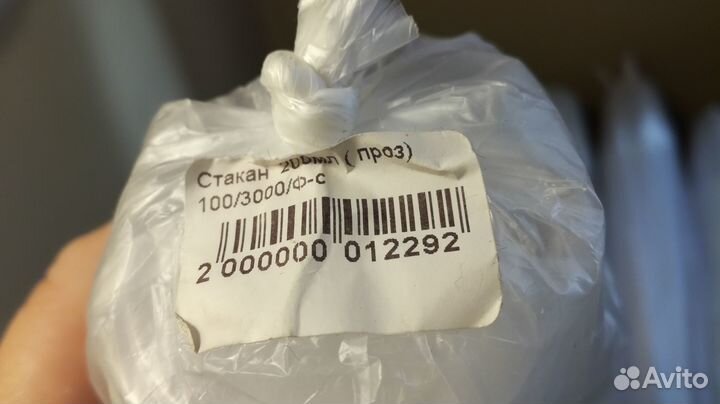 Стакан 200мл ( проз)
100/3000/ф-с
2 000000 012292
Avito